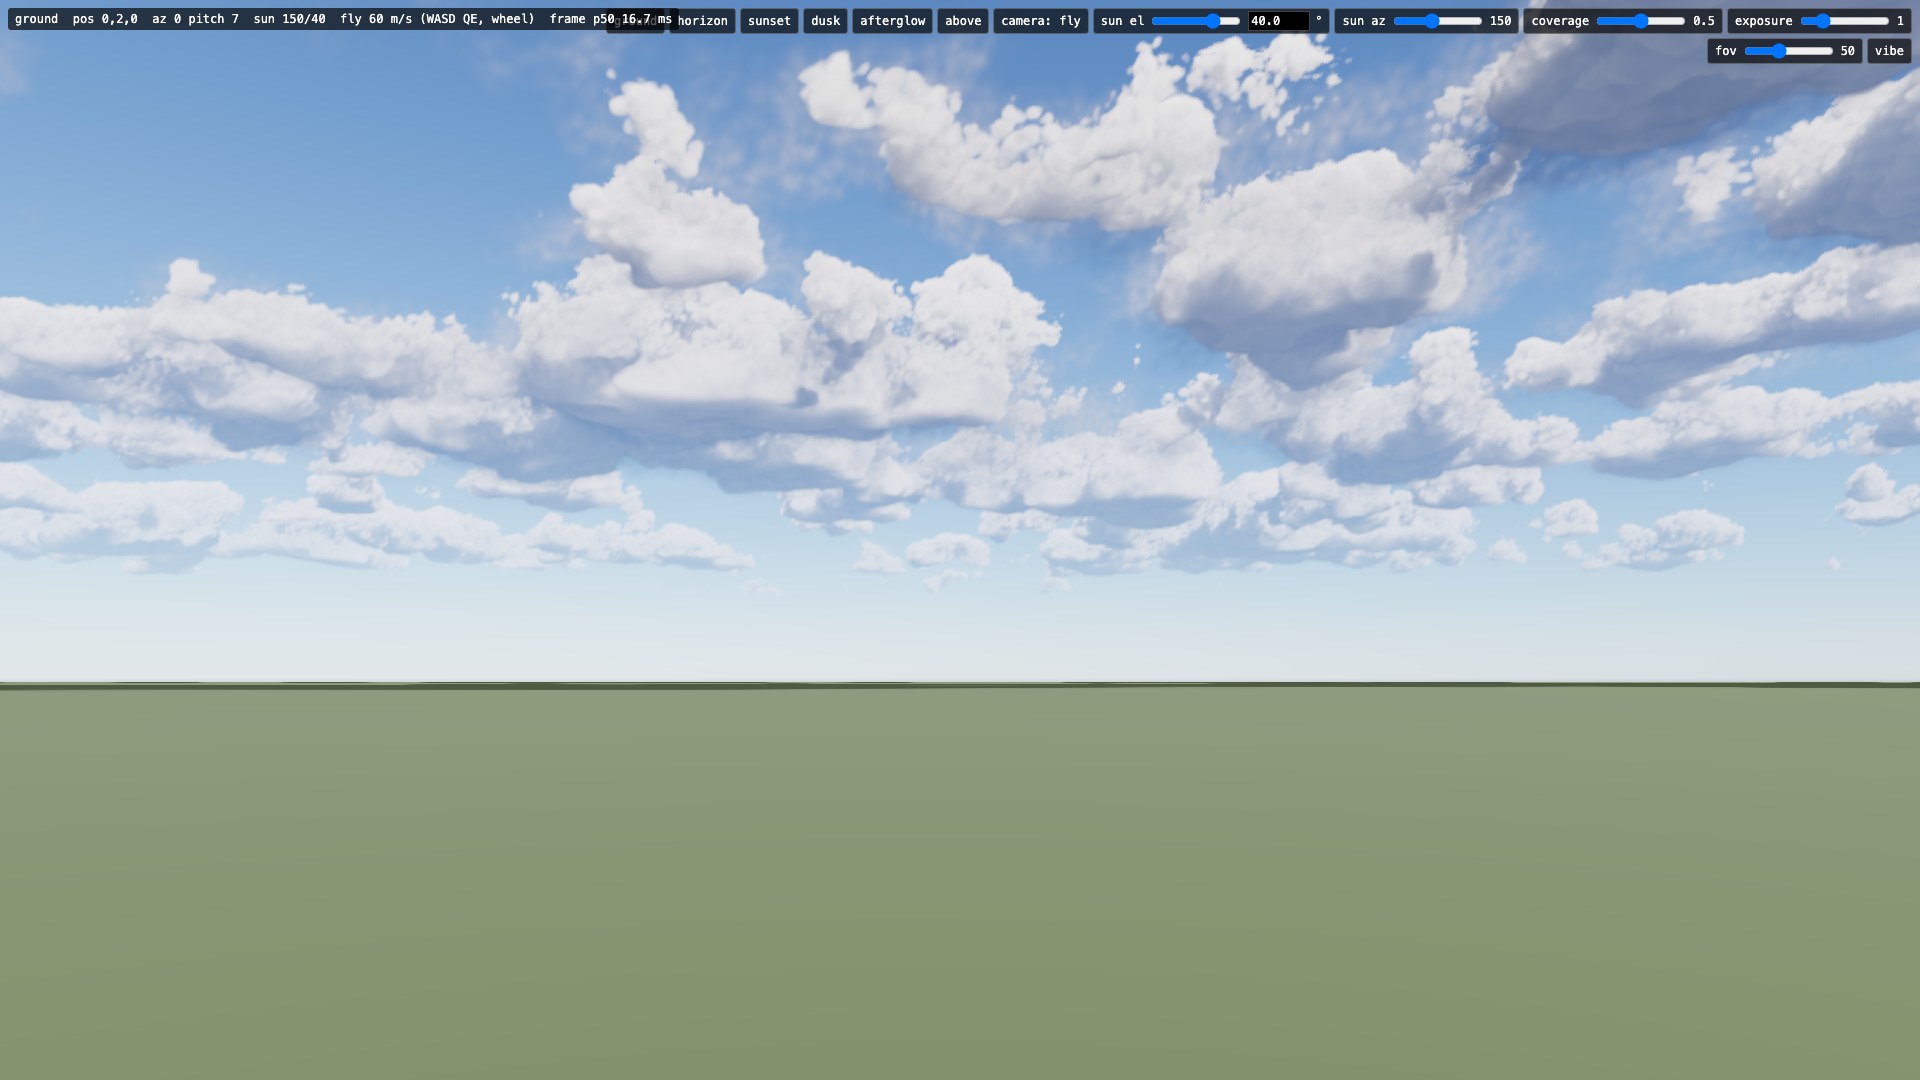 ground pos 0,2,0 az 0 pitch 7 sun 150/40 fly 60 m/s (WASD QE, wheel) frame p50 16.7 ms horizon sunset dusk afterglow above camera: fly sun el 40.0 ° sun az 150 coverage 0.5 exposure 1
fov 50 vibe